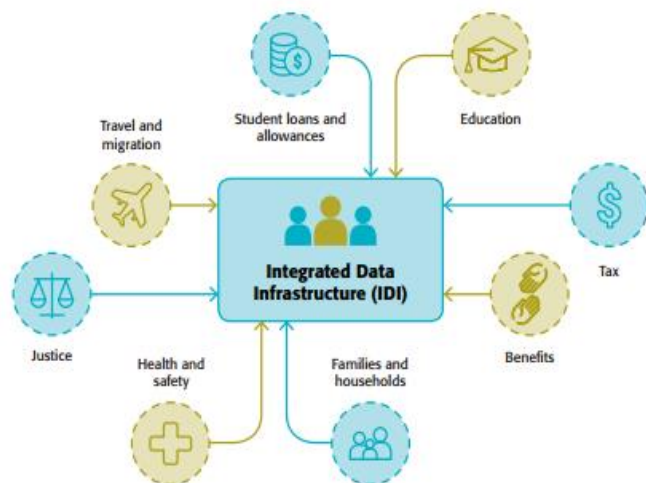 Student loans and
allowances
Education
Travel and
migration
Tax
Integrated Data
Infrastructure (IDI)
Justice
Benefits
Health and
safety
Families and
households
$
$